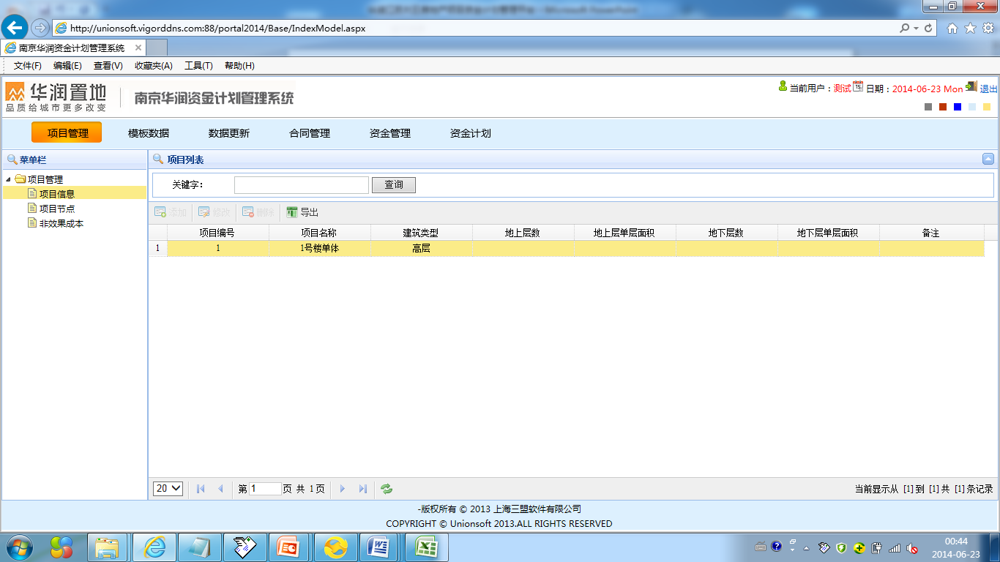 http://unionsoft.vigorddns.com:88/portal2014/Base/IndexModel.aspx
南京华润资金计划管理系统
文件(F) 编辑(E) 查看(V) 收藏夹(A) 工具(T) 帮助(H)
华润置地
品质给城市更多改变
南京华润资金计划管理系统
当前用户：测试 日期：2014-06-23 Mon 退出
项目管理 模板数据 数据更新 合同管理 资金管理 资金计划
菜单栏
项目管理
项目信息
项目节点
非效果成本
项目列表
关键字： 查询
添加 修改 删除 导出
项目编号 项目名称 建筑类型 地上层数 地上层单层面积 地下层数 地下层单层面积 备注
1 1 1号楼单体 高层
20 第 1 页 共 1页 当前显示从 [1]到 [1]共 [1]条记录
-版权所有 © 2013 上海三盟软件有限公司
COPYRIGHT © Unionsoft 2013.ALL RIGHTS RESERVED
00:44
2014-06-23